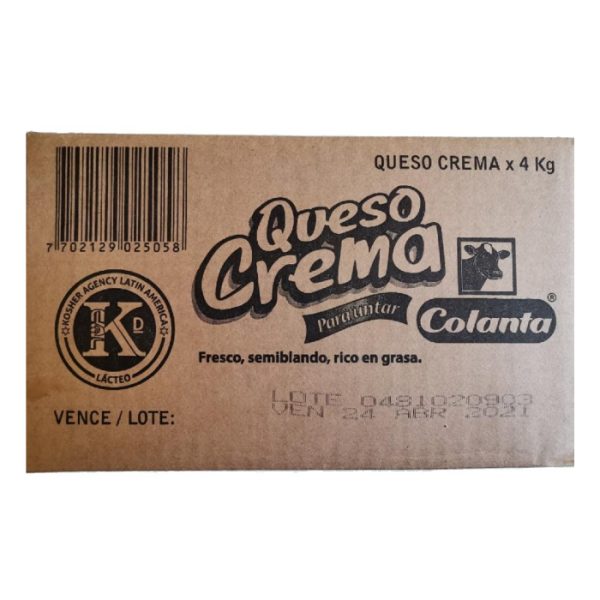 QUESO CREMA x 4 Kg
7 702129 025058
Queso
Crema
Para untar
Colanta®
KOSHER AGENCY LATIN AMERICA
K D
LÁCTEO
Fresco, semiblando, rico en grasa.
LOTE 0481020903
VENCE / LOTE:
VEN 24 ABR 2021